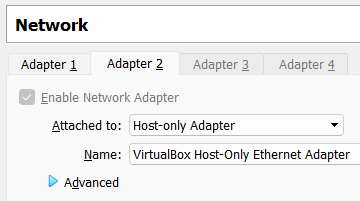 Network
Adapter 1 Adapter 2 Adapter 3 Adapter 4
Enable Network Adapter
Attached to: Host-only Adapter
Name: VirtualBox Host-Only Ethernet Adapter
Advanced